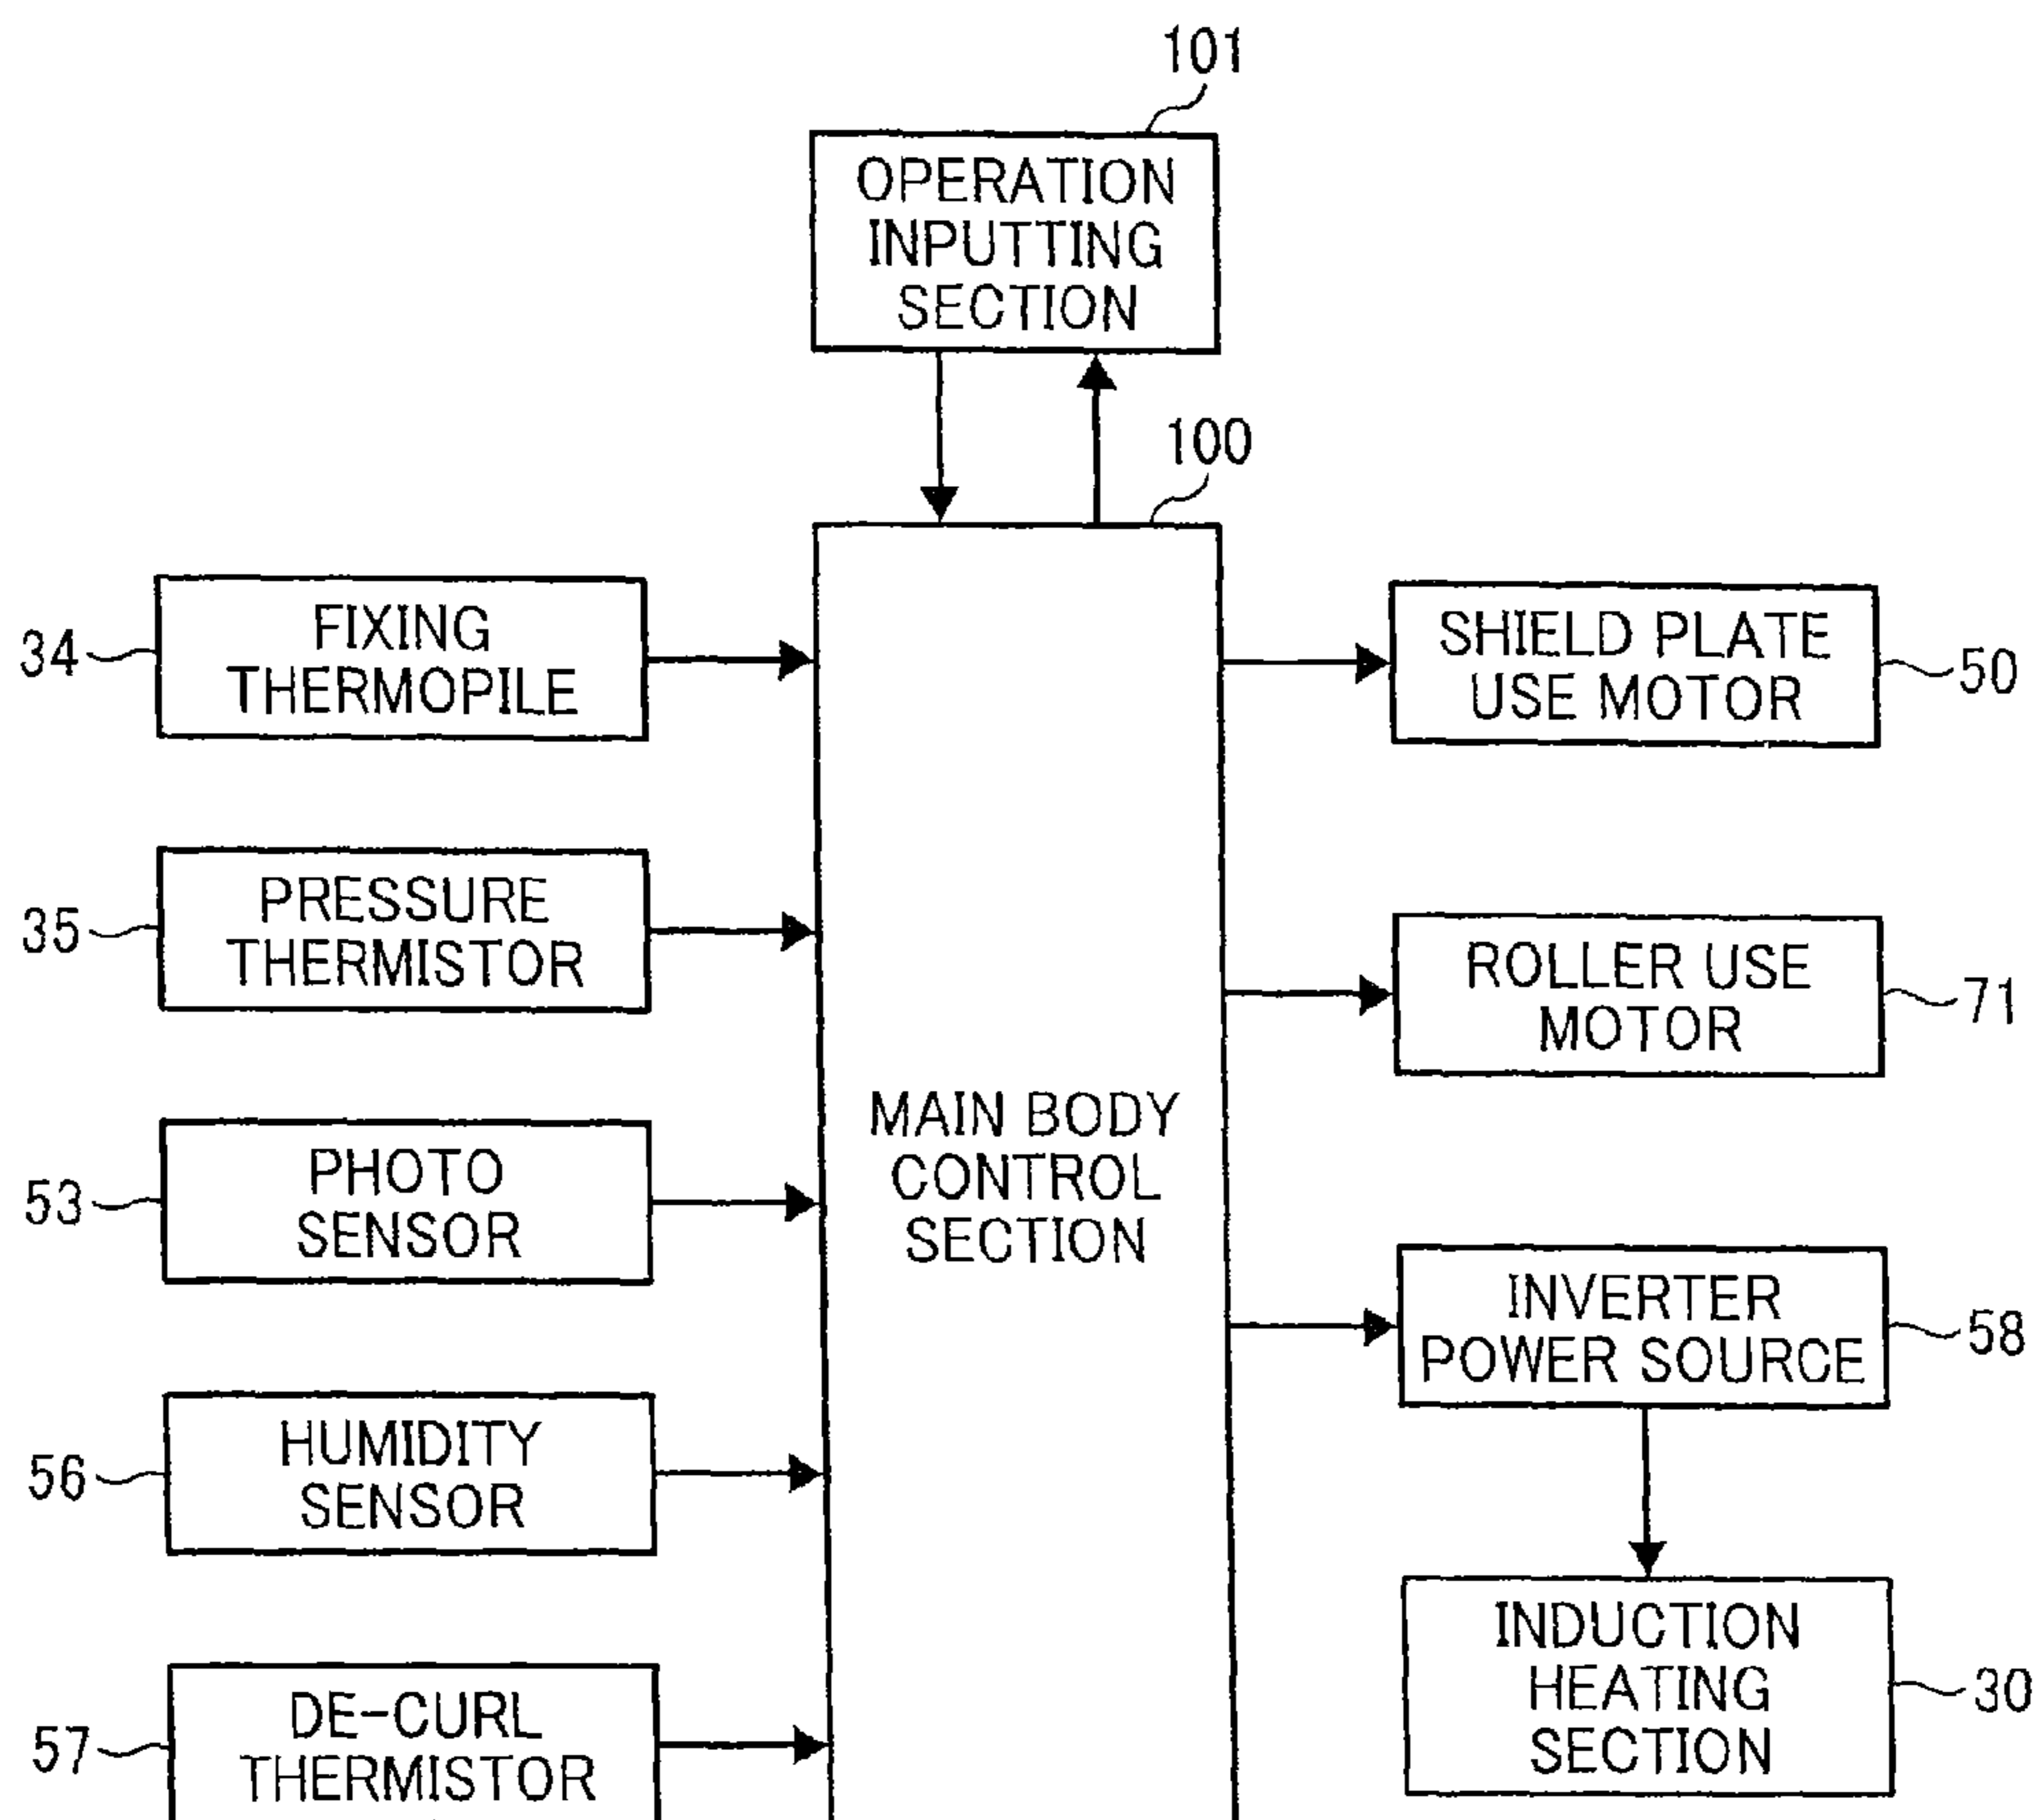 101
OPERATION
INPUTTING
SECTION
100
34
FIXING
THERMOPILE
SHIELD PLATE
USE MOTOR
50
35
PRESSURE
THERMISTOR
ROLLER USE
MOTOR
71
MAIN BODY
CONTROL
SECTION
53
PHOTO
SENSOR
INVERTER
POWER SOURCE
58
56
HUMIDITY
SENSOR
INDUCTION
HEATING
SECTION
30
57
DE-CURL
THERMISTOR